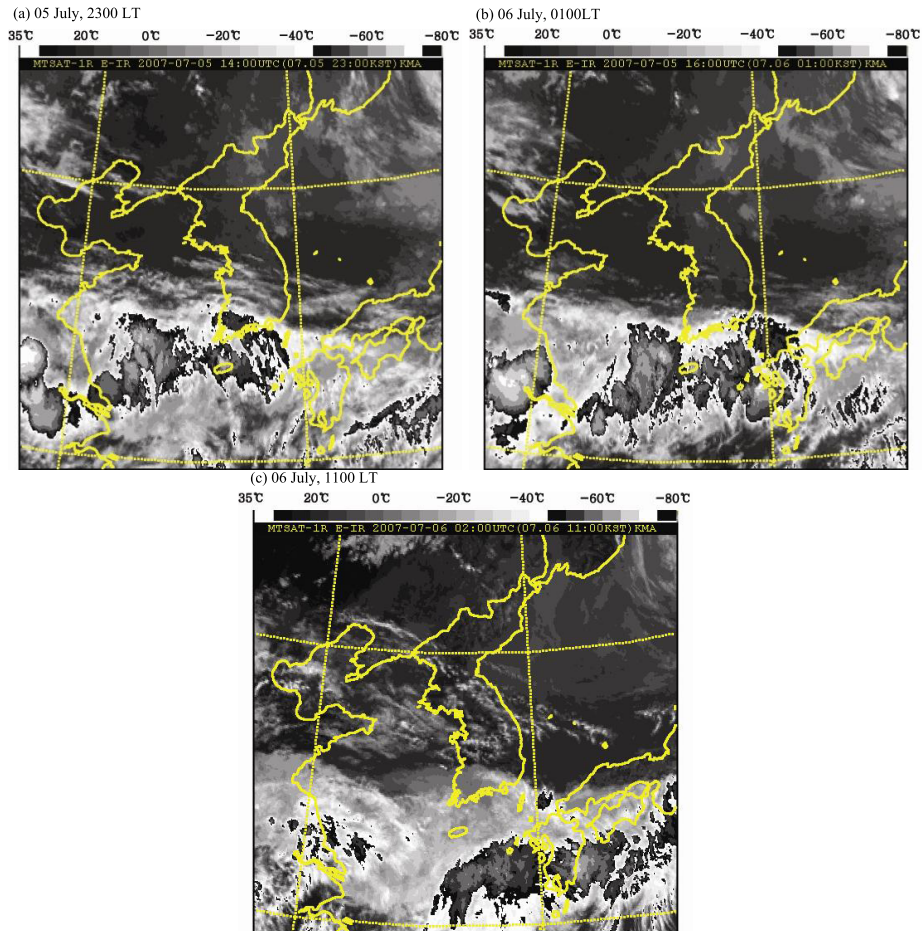 (a) 05 July, 2300 LT
35℃ 20℃ 0℃ -20℃ -40℃ -60℃ -80℃
MTSAT-1R E-IR 2007-07-05 14:00UTC(07.05 23:00KST)KMA
(b) 06 July, 0100LT
35℃ 20℃ 0℃ -20℃ -40℃ -60℃ -80℃
MTSAT-1R E-IR 2007-07-05 16:00UTC(07.06 01:00KST)KMA
(c) 06 July, 1100 LT
35℃ 20℃ 0℃ -20℃ -40℃ -60℃ -80℃
MTSAT-1R E-IR 2007-07-06 02:00UTC(07.06 11:00KST)KMA